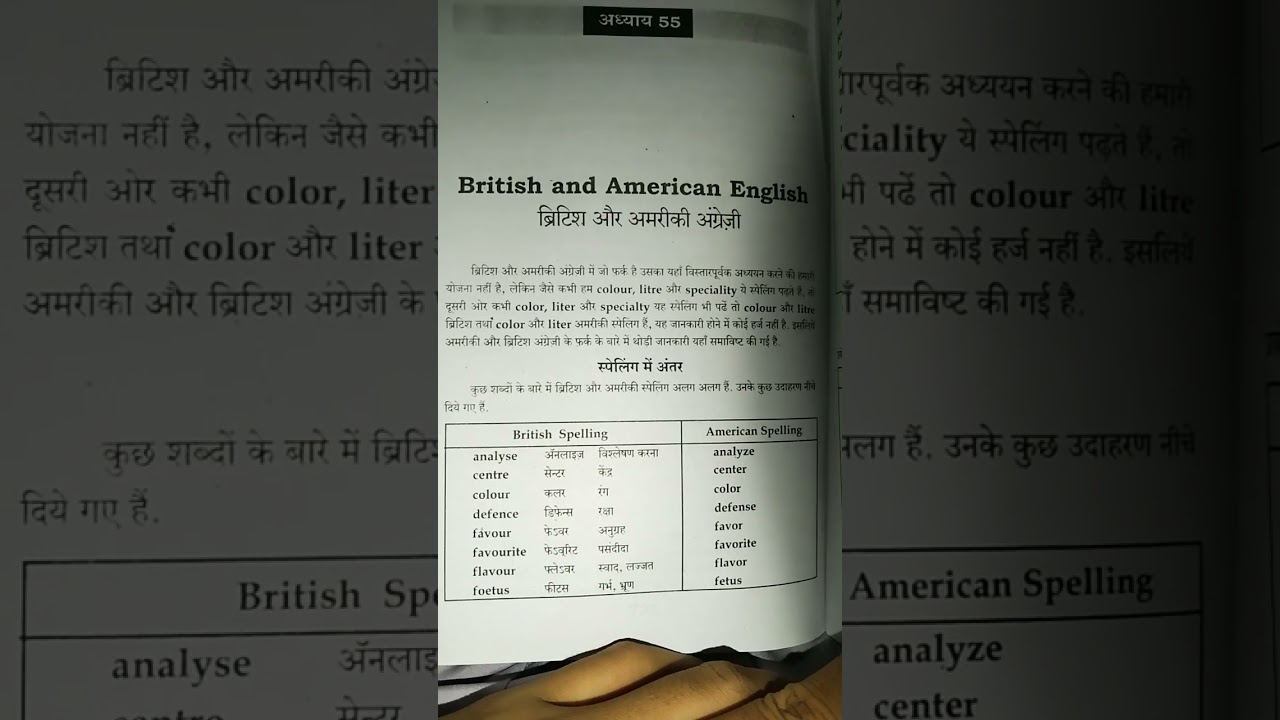 अध्याय 55
British and American English
ब्रिटिश और अमरीकी अंग्रेज़ी
ब्रिटिश और अमरीकी अंग्रेजी में जो फर्क है उसका यहाँ विस्तारपूर्वक अध्ययन करने की हमारी
योजना नहीं है, लेकिन जैसे कभी हम colour, litre और speciality ये स्पेलिंग पढ़ते हैं, तो
दूसरी ओर कभी color, liter और specialty यह स्पेलिंग भी पढें तो colour और litre
ब्रिटिश तथा color और liter अमरीकी स्पेलिंग हैं, यह जानकारी होने में कोई हर्ज नहीं है. इसलिये
अमरीकी और ब्रिटिश अंग्रेजी के फ़र्क के बारे में थोड़ी जानकारी यहाँ समाविष्ट की गई है.
स्पेलिंग में अंतर
कुछ शब्दों के बारे में ब्रिटिश और अमरीकी स्पेलिंग अलग अलग हैं. उनके कुछ उदाहरण नीचे
दिये गए हैं.
British Spelling American Spelling
analyse ॲनलाइज विश्लेषण करना analyze
centre सेन्टर केंद्र center
colour कलर रंग color
defence डिफेन्स रक्षा defense
favour फेऽवर अनुग्रह favor
favourite फेऽवरिट पसंदीदा favorite
flavour फ्लेऽवर स्वाद, लज्जत flavor
foetus फीटस गर्भ, भ्रूण fetus